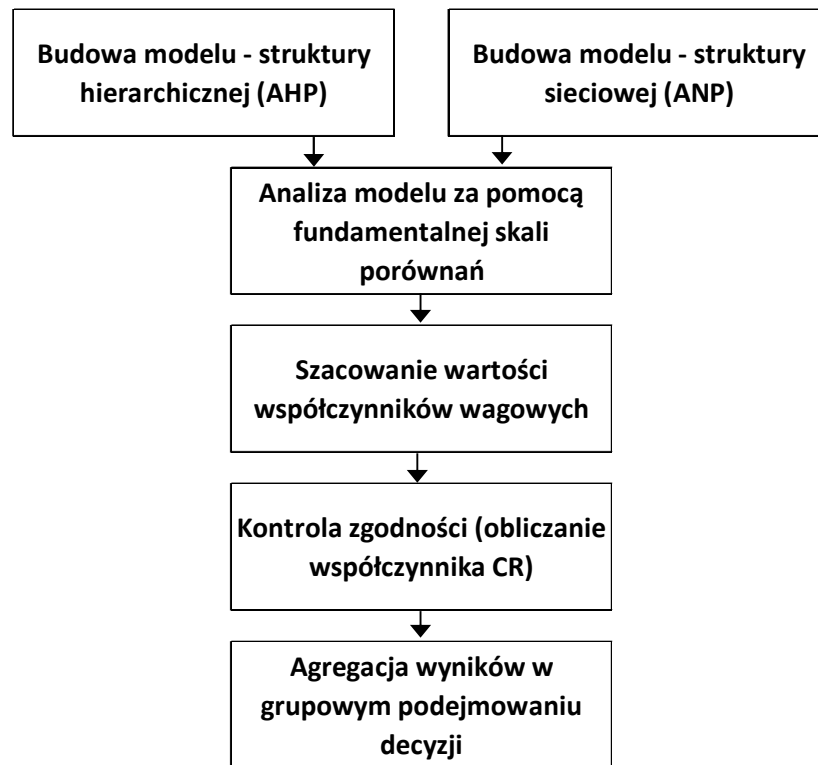 Budowa modelu - struktury
hierarchicznej (AHP)
Budowa modelu - struktury
sieciowej (ANP)
Analiza modelu za pomocą
fundamentalnej skali
porównań
Szacowanie wartości
współczynników wagowych
Kontrola zgodności (obliczanie
współczynnika CR)
Agregacja wyników w
grupowym podejmowaniu
decyzji